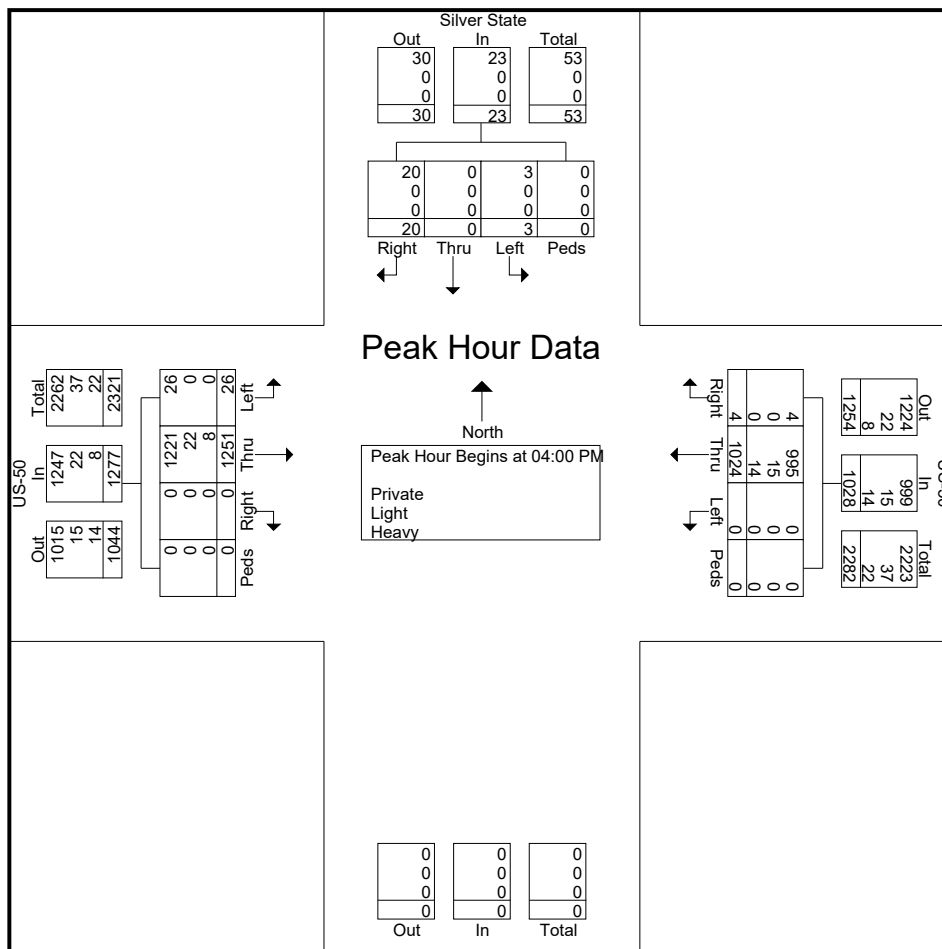 Silver State
Out In Total
30 23 53
0 0 0
0 0 0
30 23 53
20 0 3 0
0 0 0 0
0 0 0 0
20 0 3 0
Right Thru Left Peds
Peak Hour Data
North
Peak Hour Begins at 04:00 PM
Private
Light
Heavy
US-50
Total In Out
2262 1247 1015
37 22 15
22 8 14
2321 1277 1044
26 1221 0 0
0 22 0 0
0 8 0 0
26 1251 0 0
Left Thru Right Peds
Right Thru Left Peds
4 1024 0 0
0 14 0 0
0 15 0 0
4 995 0 0
Out In Total
1224 999 2223
22 15 37
8 14 22
1254 1028 2282
0 0 0
0 0 0
0 0 0
0 0 0
Out In Total